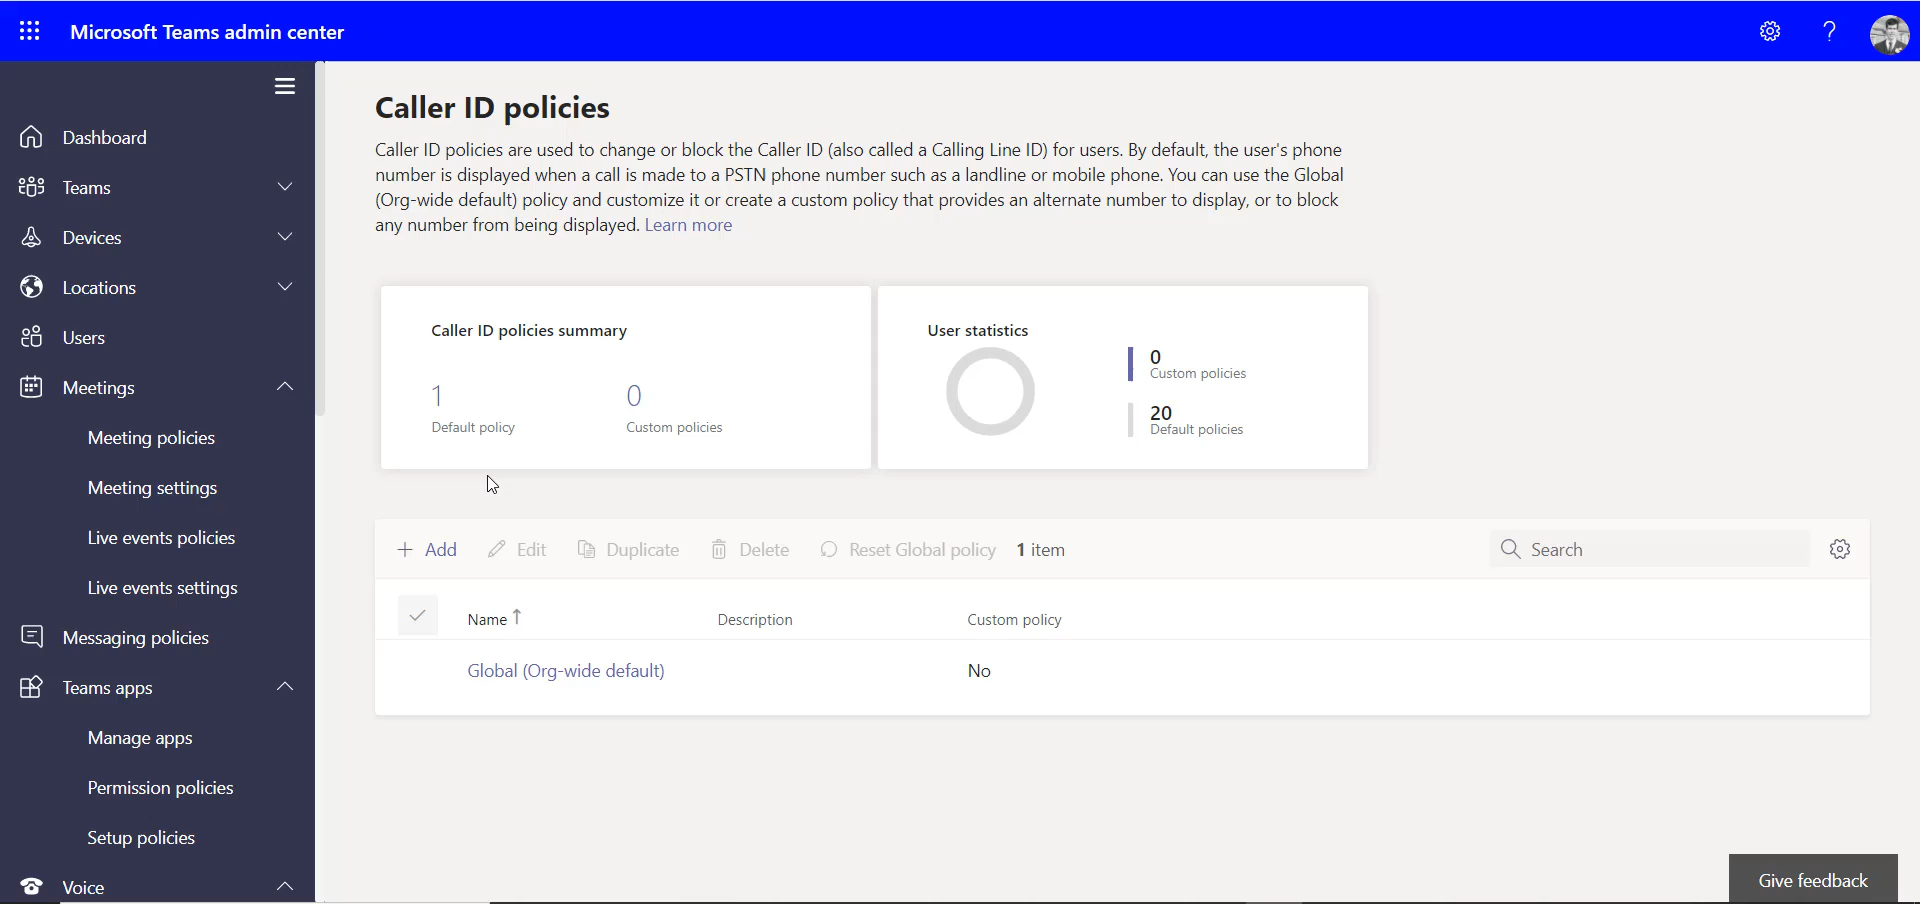 Microsoft Teams admin center
?
Dashboard
Teams
Devices
Locations
Users
Meetings
Meeting policies
Meeting settings
Live events policies
Live events settings
Messaging policies
Teams apps
Manage apps
Permission policies
Setup policies
Voice
Caller ID policies
Caller ID policies are used to change or block the Caller ID (also called a Calling Line ID) for users. By default, the user's phone
number is displayed when a call is made to a PSTN phone number such as a landline or mobile phone. You can use the Global
(Org-wide default) policy and customize it or create a custom policy that provides an alternate number to display, or to block
any number from being displayed. Learn more
Caller ID policies summary
1
Default policy
0
Custom policies
User statistics
0
Custom policies
20
Default policies
+ Add Edit Duplicate Delete Reset Global policy 1 item Search
Name ↑ Description Custom policy
Global (Org-wide default) No
Give feedback